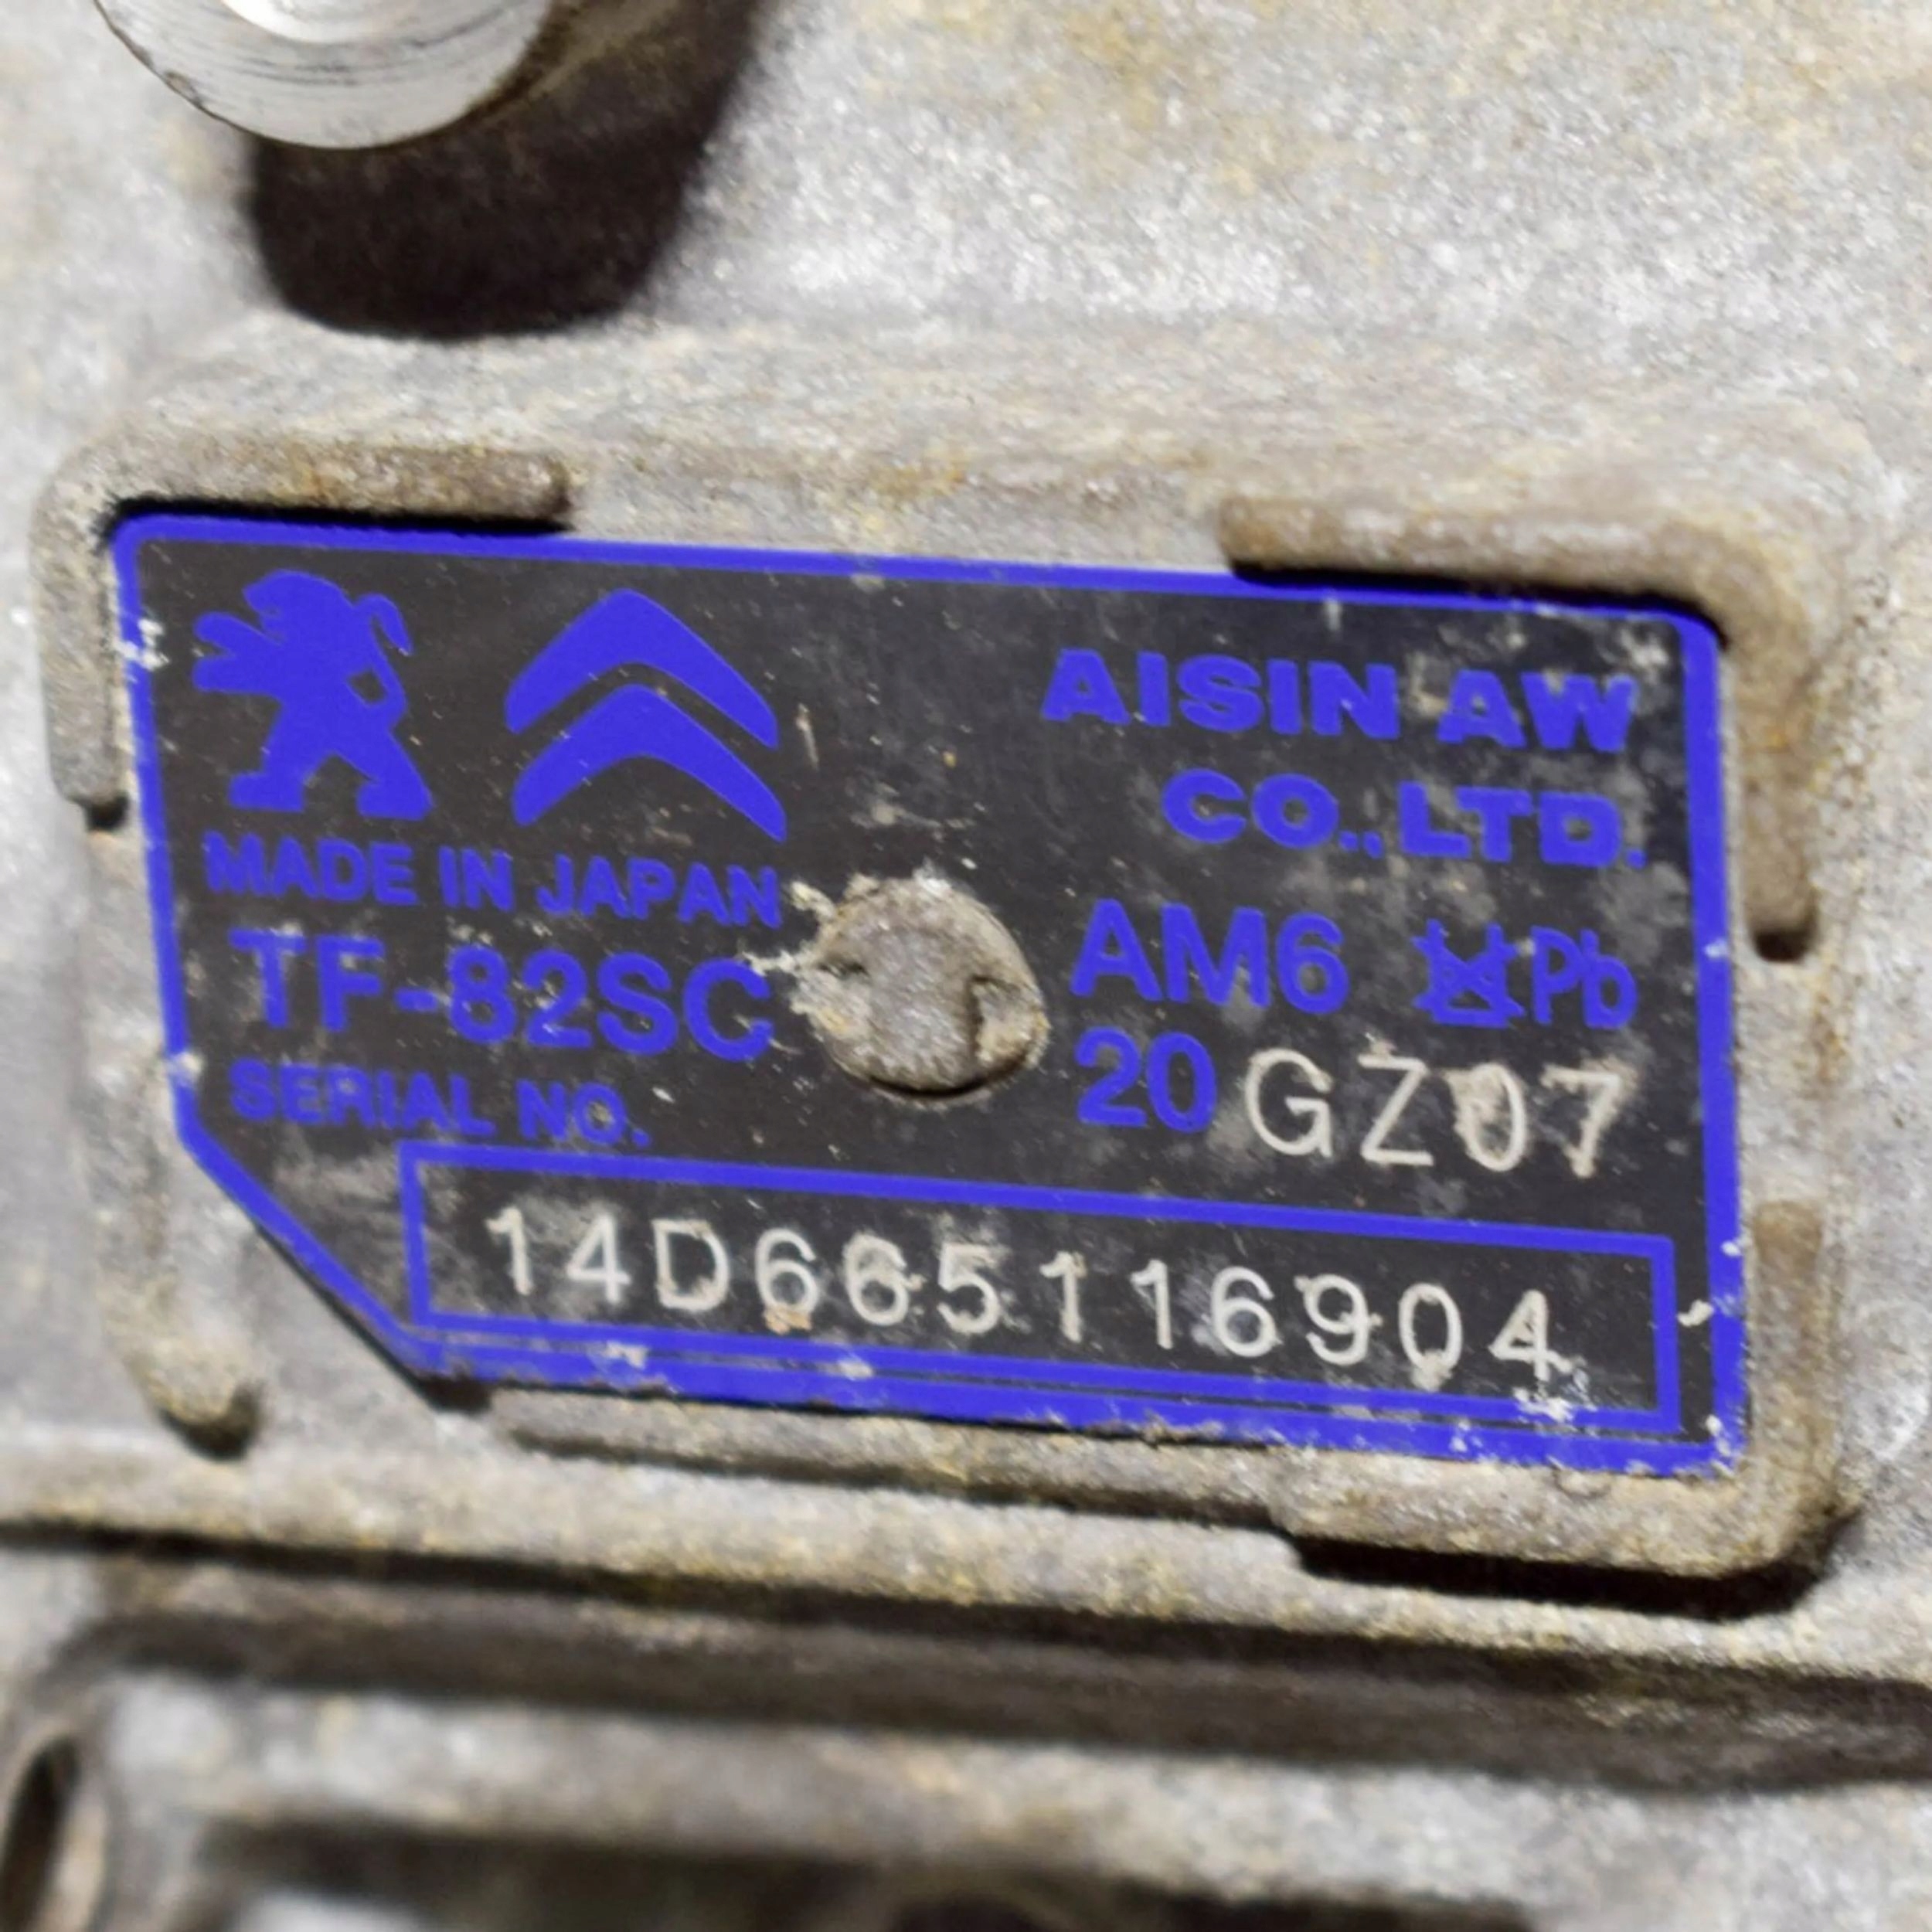 AISIN AW
CO.,LTD.
MADE IN JAPAN
TF-82SC
AM6 Pb
20 GZ07
SERIAL NO.
14D665116904